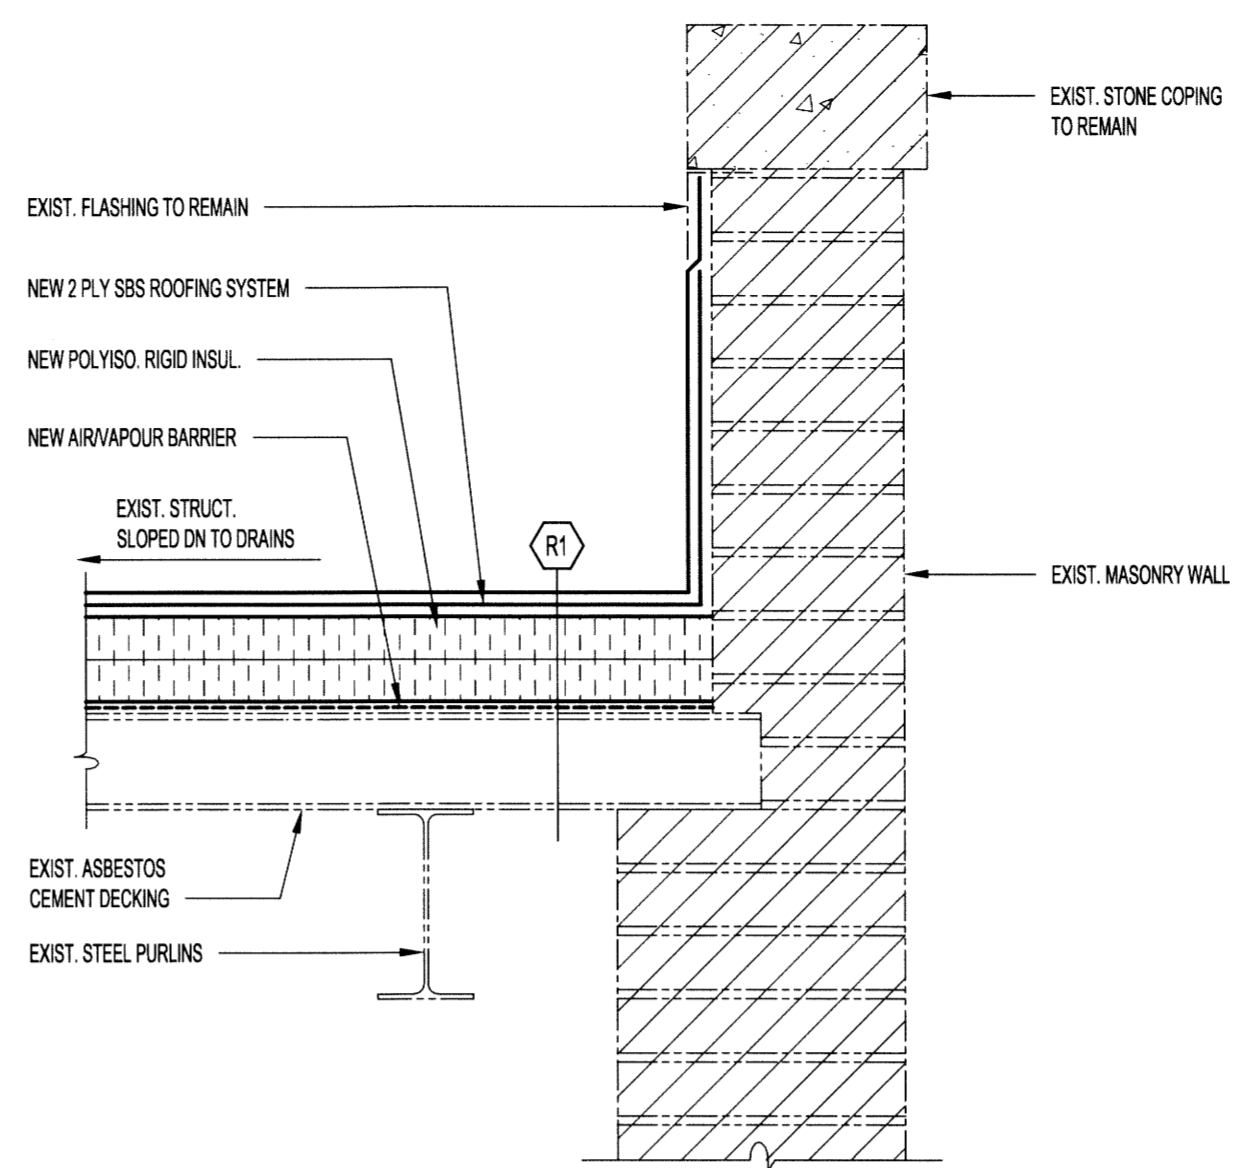 EXIST. STONE COPING
TO REMAIN
EXIST. FLASHING TO REMAIN
NEW 2 PLY SBS ROOFING SYSTEM
NEW POLYISO. RIGID INSUL.
NEW AIR/VAPOUR BARRIER
EXIST. STRUCT.
SLOPED DN TO DRAINS
R1
EXIST. MASONRY WALL
EXIST. ASBESTOS
CEMENT DECKING
EXIST. STEEL PURLINS